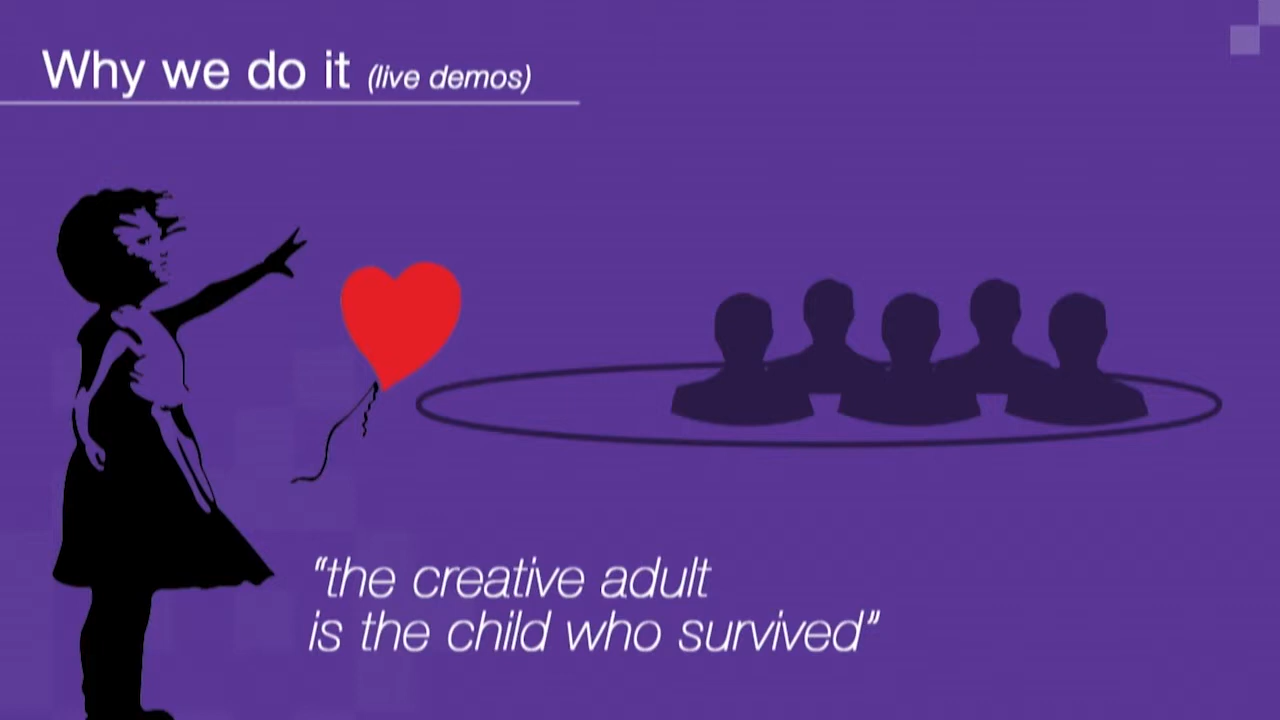 Why we do it (live demos)
“the creative adult
is the child who survived”